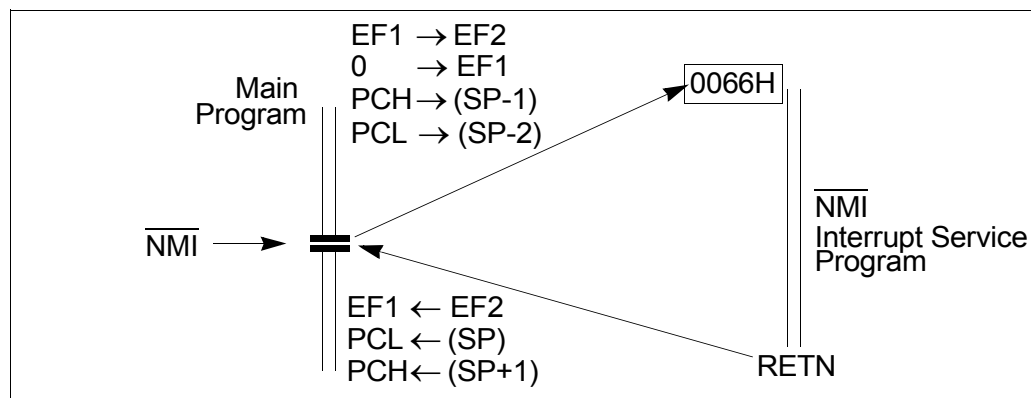 EF1 → EF2
0 → EF1
PCH → (SP-1)
PCL → (SP-2)
Main
Program
0066H
NMI
NMI
Interrupt Service
Program
EF1 ← EF2
PCL ← (SP)
PCH ← (SP+1)
RETN